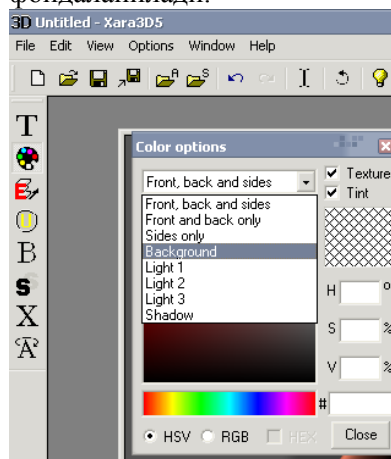 фойдаланилади.
3D Untitled - Xara3D5
File Edit View Options Window Help
Color options
Front, back and sides
Texture
Tint
Front, back and sides
Front and back only
Sides only
Background
Light 1
Light 2
Light 3
Shadow
H °
S %
V %
#
HSV RGB HEX
Close
T
B
X